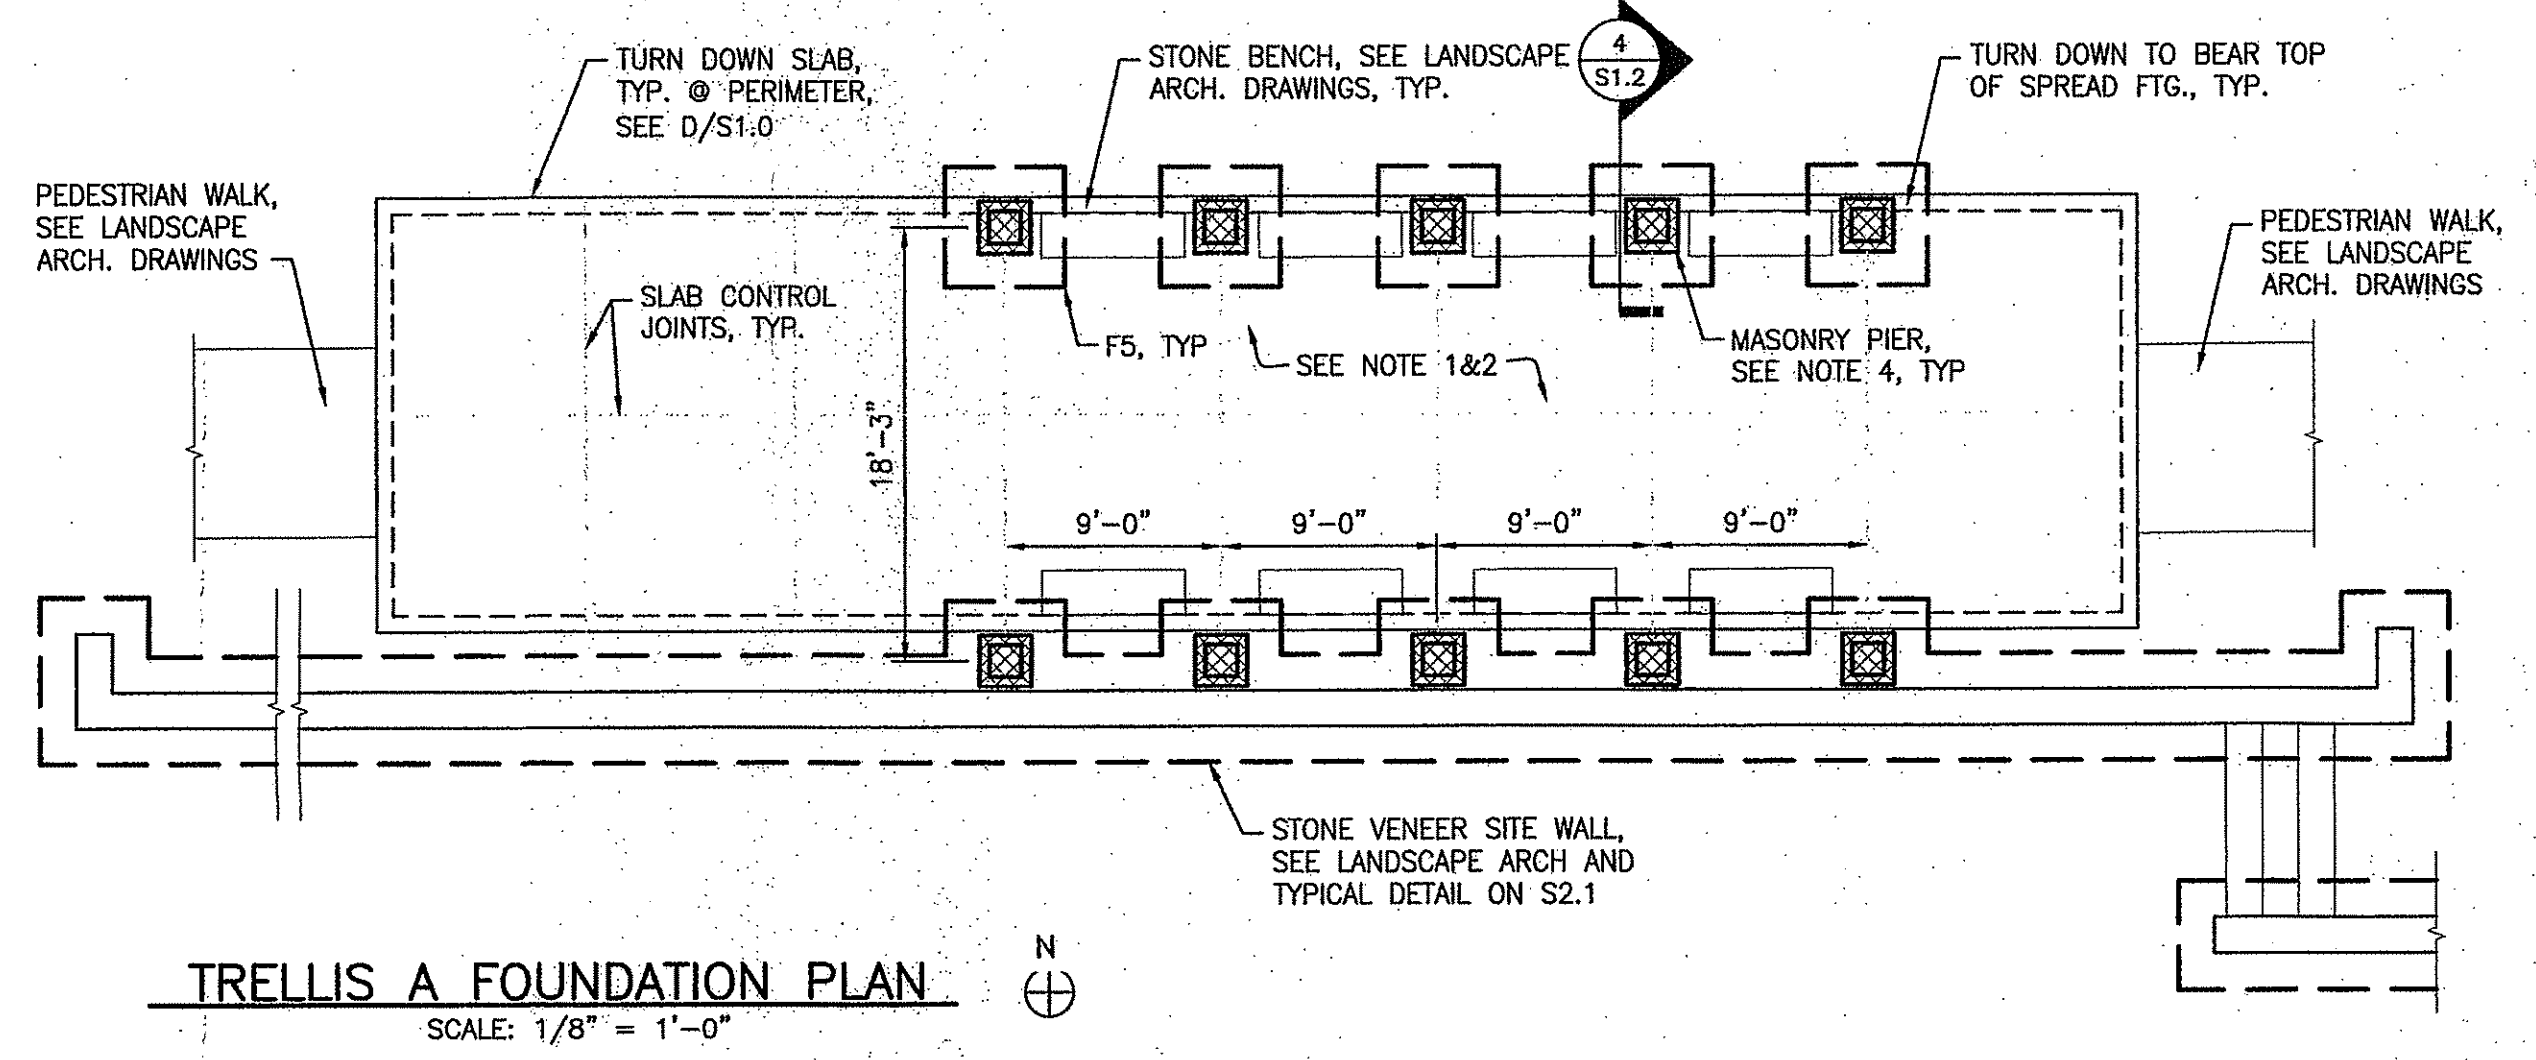 TURN DOWN SLAB,
TYP. @ PERIMETER,
SEE D/S1.0
STONE BENCH, SEE LANDSCAPE
ARCH. DRAWINGS, TYP.
4
S1.2
TURN DOWN TO BEAR TOP
OF SPREAD FTG., TYP.
PEDESTRIAN WALK,
SEE LANDSCAPE
ARCH. DRAWINGS
PEDESTRIAN WALK,
SEE LANDSCAPE
ARCH. DRAWINGS
SLAB CONTROL
JOINTS, TYP.
F5, TYP
SEE NOTE 1&2
MASONRY PIER,
SEE NOTE 4, TYP
18'-3"
9'-0"
9'-0"
9'-0"
9'-0"
STONE VENEER SITE WALL,
SEE LANDSCAPE ARCH AND
TYPICAL DETAIL ON S2.1
TRELLIS A FOUNDATION PLAN
SCALE: 1/8" = 1'-0"
N